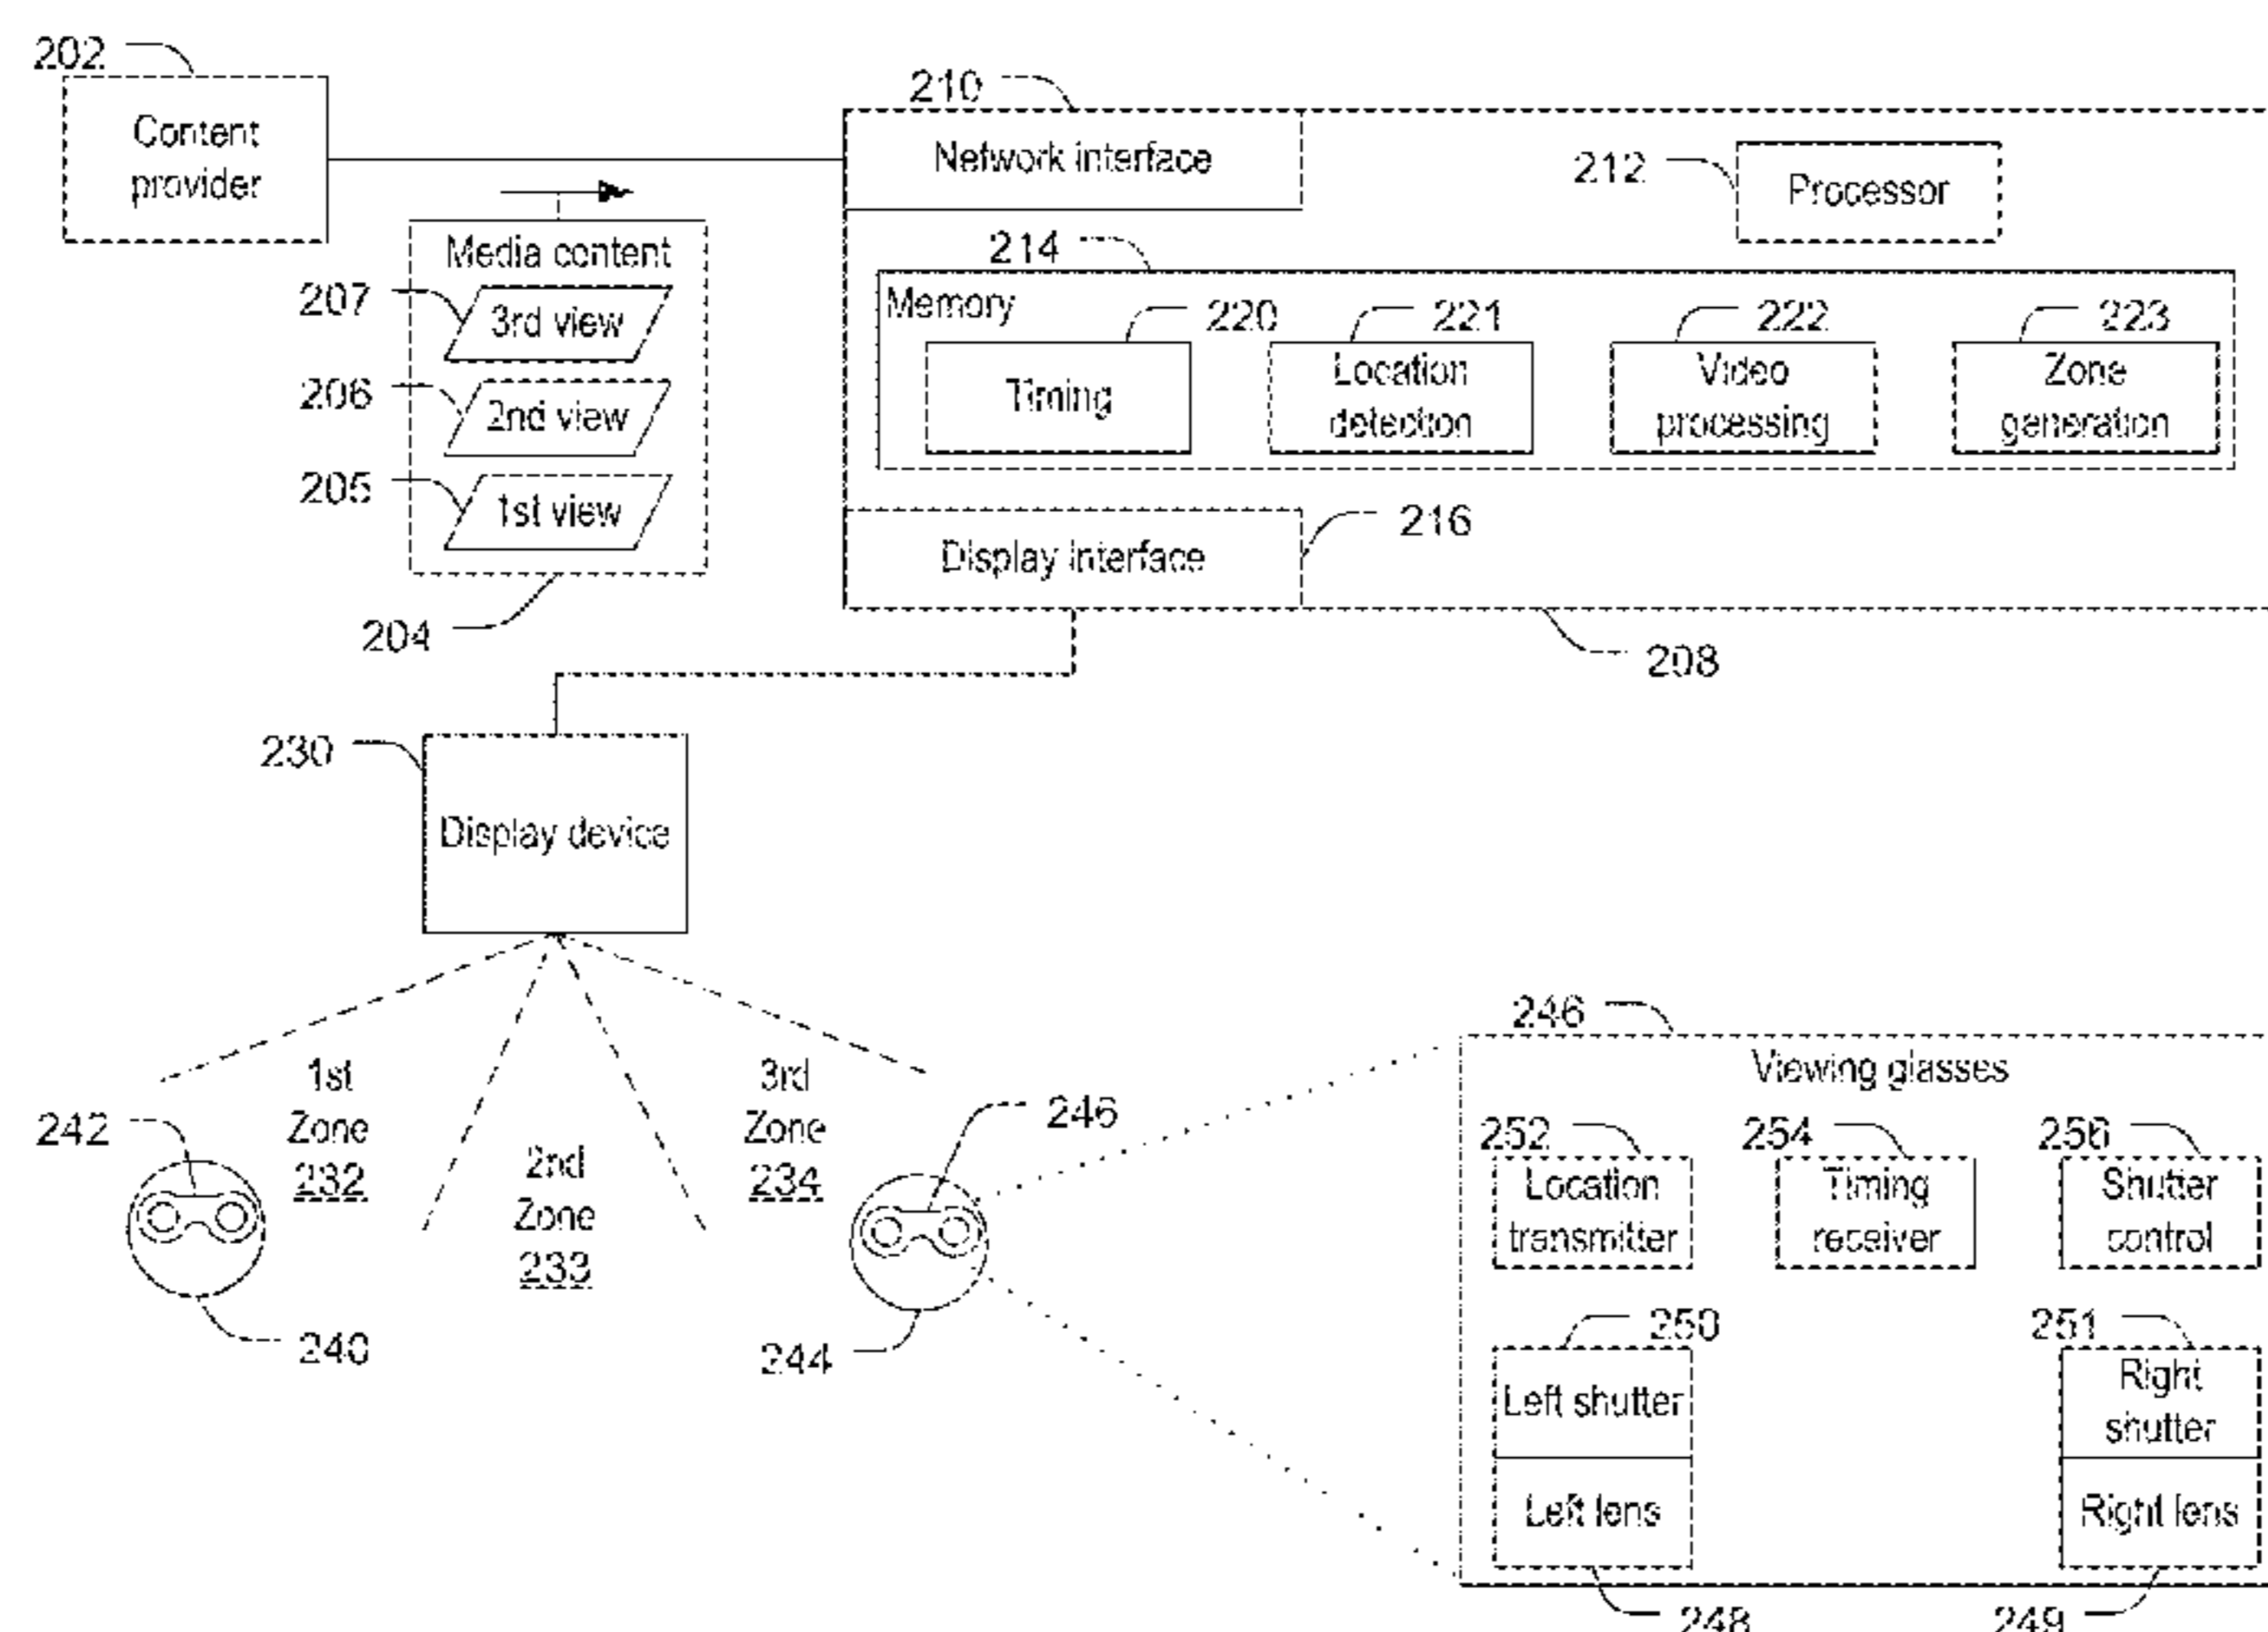 202
Content
provider
210
Network interface
212
Processor
Media content
207
3rd view
206
2nd view
205
1st view
204
214
Memory
220
Timing
221
Location
detection
222
Video
processing
223
Zone
generation
Display interface
216
208
230
Display device
1st
Zone
232
2nd
Zone
233
3rd
Zone
234
242
240
246
244
246
Viewing glasses
252
Location
transmitter
254
Timing
receiver
256
Shutter
control
250
Left shutter
Left lens
248
251
Right
shutter
Right lens
249